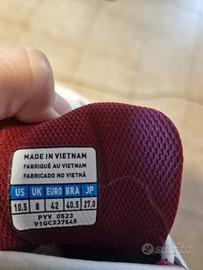 MADE IN VIETNAM
FABRIQUÉ AU VIETNAM
FABRICADO NO VIETNÃ
US UK EURO BRA JP
10.5 8 42 40.5 27.0
PYV 0523
V1GC237645
subito